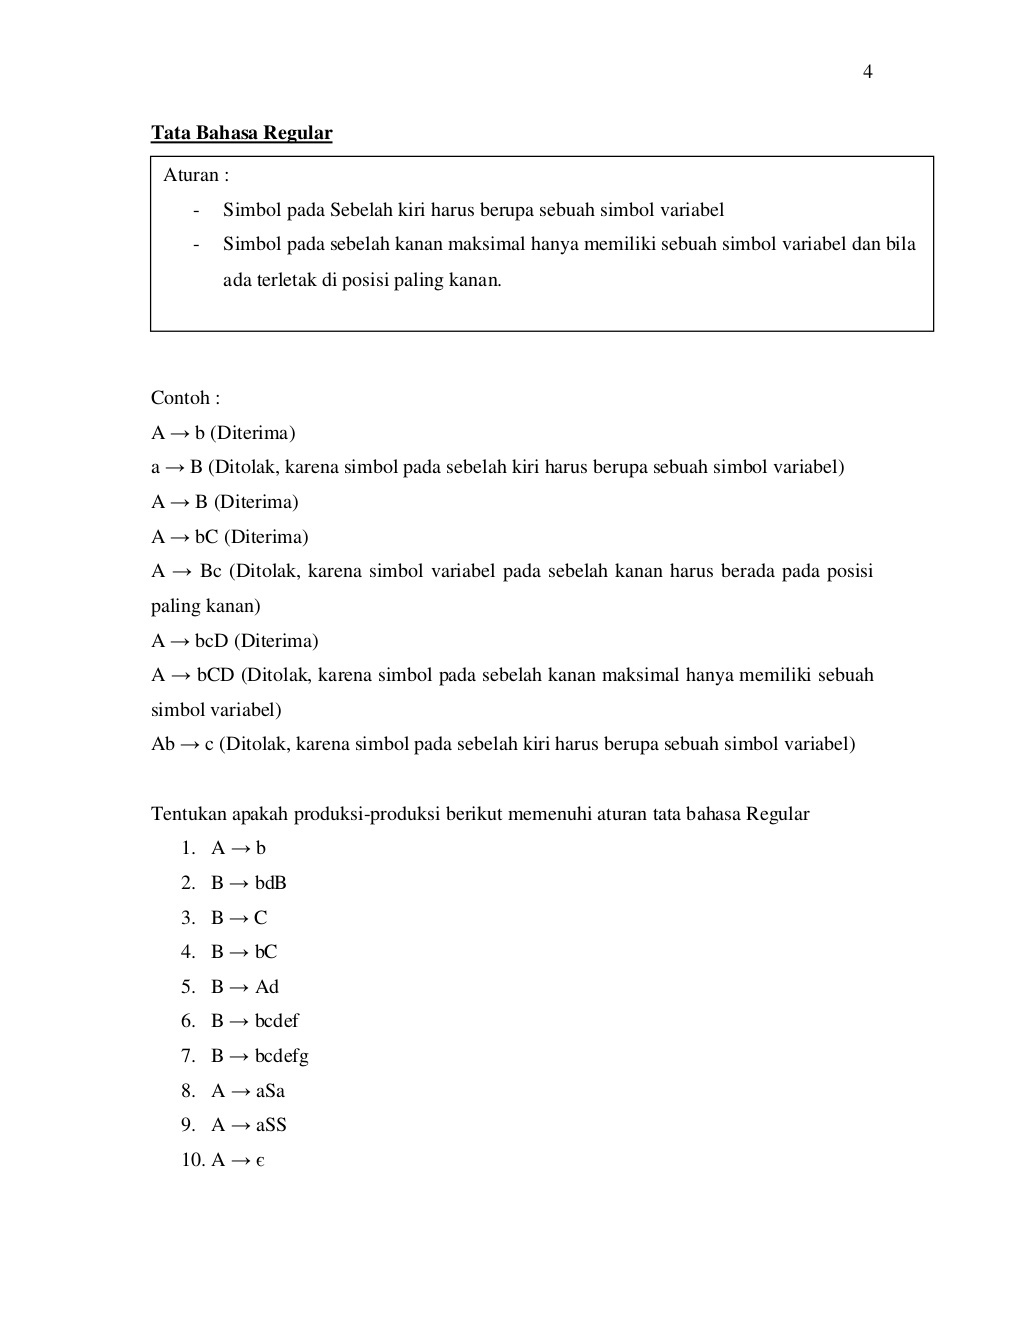 4
Tata Bahasa Regular
Aturan :
- Simbol pada Sebelah kiri harus berupa sebuah simbol variabel
- Simbol pada sebelah kanan maksimal hanya memiliki sebuah simbol variabel dan bila
ada terletak di posisi paling kanan.
Contoh :
A → b (Diterima)
a → B (Ditolak, karena simbol pada sebelah kiri harus berupa sebuah simbol variabel)
A → B (Diterima)
A → bC (Diterima)
A → Bc (Ditolak, karena simbol variabel pada sebelah kanan harus berada pada posisi
paling kanan)
A → bcD (Diterima)
A → bCD (Ditolak, karena simbol pada sebelah kanan maksimal hanya memiliki sebuah
simbol variabel)
Ab → c (Ditolak, karena simbol pada sebelah kiri harus berupa sebuah simbol variabel)
Tentukan apakah produksi-produksi berikut memenuhi aturan tata bahasa Regular
1. A → b
2. B → bdB
3. B → C
4. B → bC
5. B → Ad
6. B → bcdef
7. B → bcdefg
8. A → aSa
9. A → aSS
10. A → є